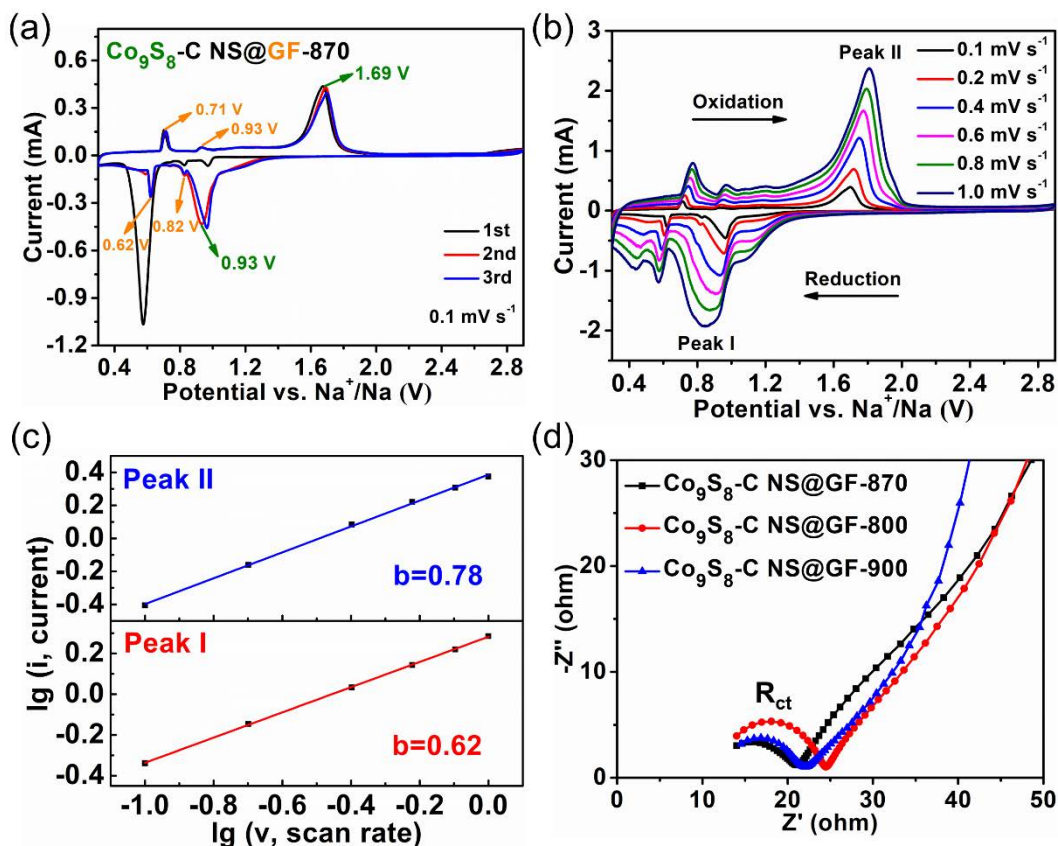 (a)
Co₉S₈-C NS@GF-870
1.69 V
0.71 V
0.93 V
0.62 V
0.82 V
0.93 V
1st
2nd
3rd
0.1 mV s⁻¹
0.6
0.3
0.0
-0.3
-0.6
-0.9
-1.2
Current (mA)
0.4 0.8 1.2 1.6 2.0 2.4 2.8
Potential vs. Na⁺/Na (V)
(b)
Peak II
Oxidation
0.1 mV s⁻¹
0.2 mV s⁻¹
0.4 mV s⁻¹
0.6 mV s⁻¹
0.8 mV s⁻¹
1.0 mV s⁻¹
Reduction
Peak I
3
2
1
0
-1
-2
Current (mA)
0.4 0.8 1.2 1.6 2.0 2.4 2.8
Potential vs. Na⁺/Na (V)
(c)
Peak II
b=0.78
Peak I
b=0.62
0.4
0.0
-0.4
0.2
0.0
-0.2
-0.4
lg (i, current)
-1.0 -0.8 -0.6 -0.4 -0.2 0.0
lg (v, scan rate)
(d)
Co₉S₈-C NS@GF-870
Co₉S₈-C NS@GF-800
Co₉S₈-C NS@GF-900
Rct
30
20
10
0
-Z'' (ohm)
0 10 20 30 40 50
Z' (ohm)